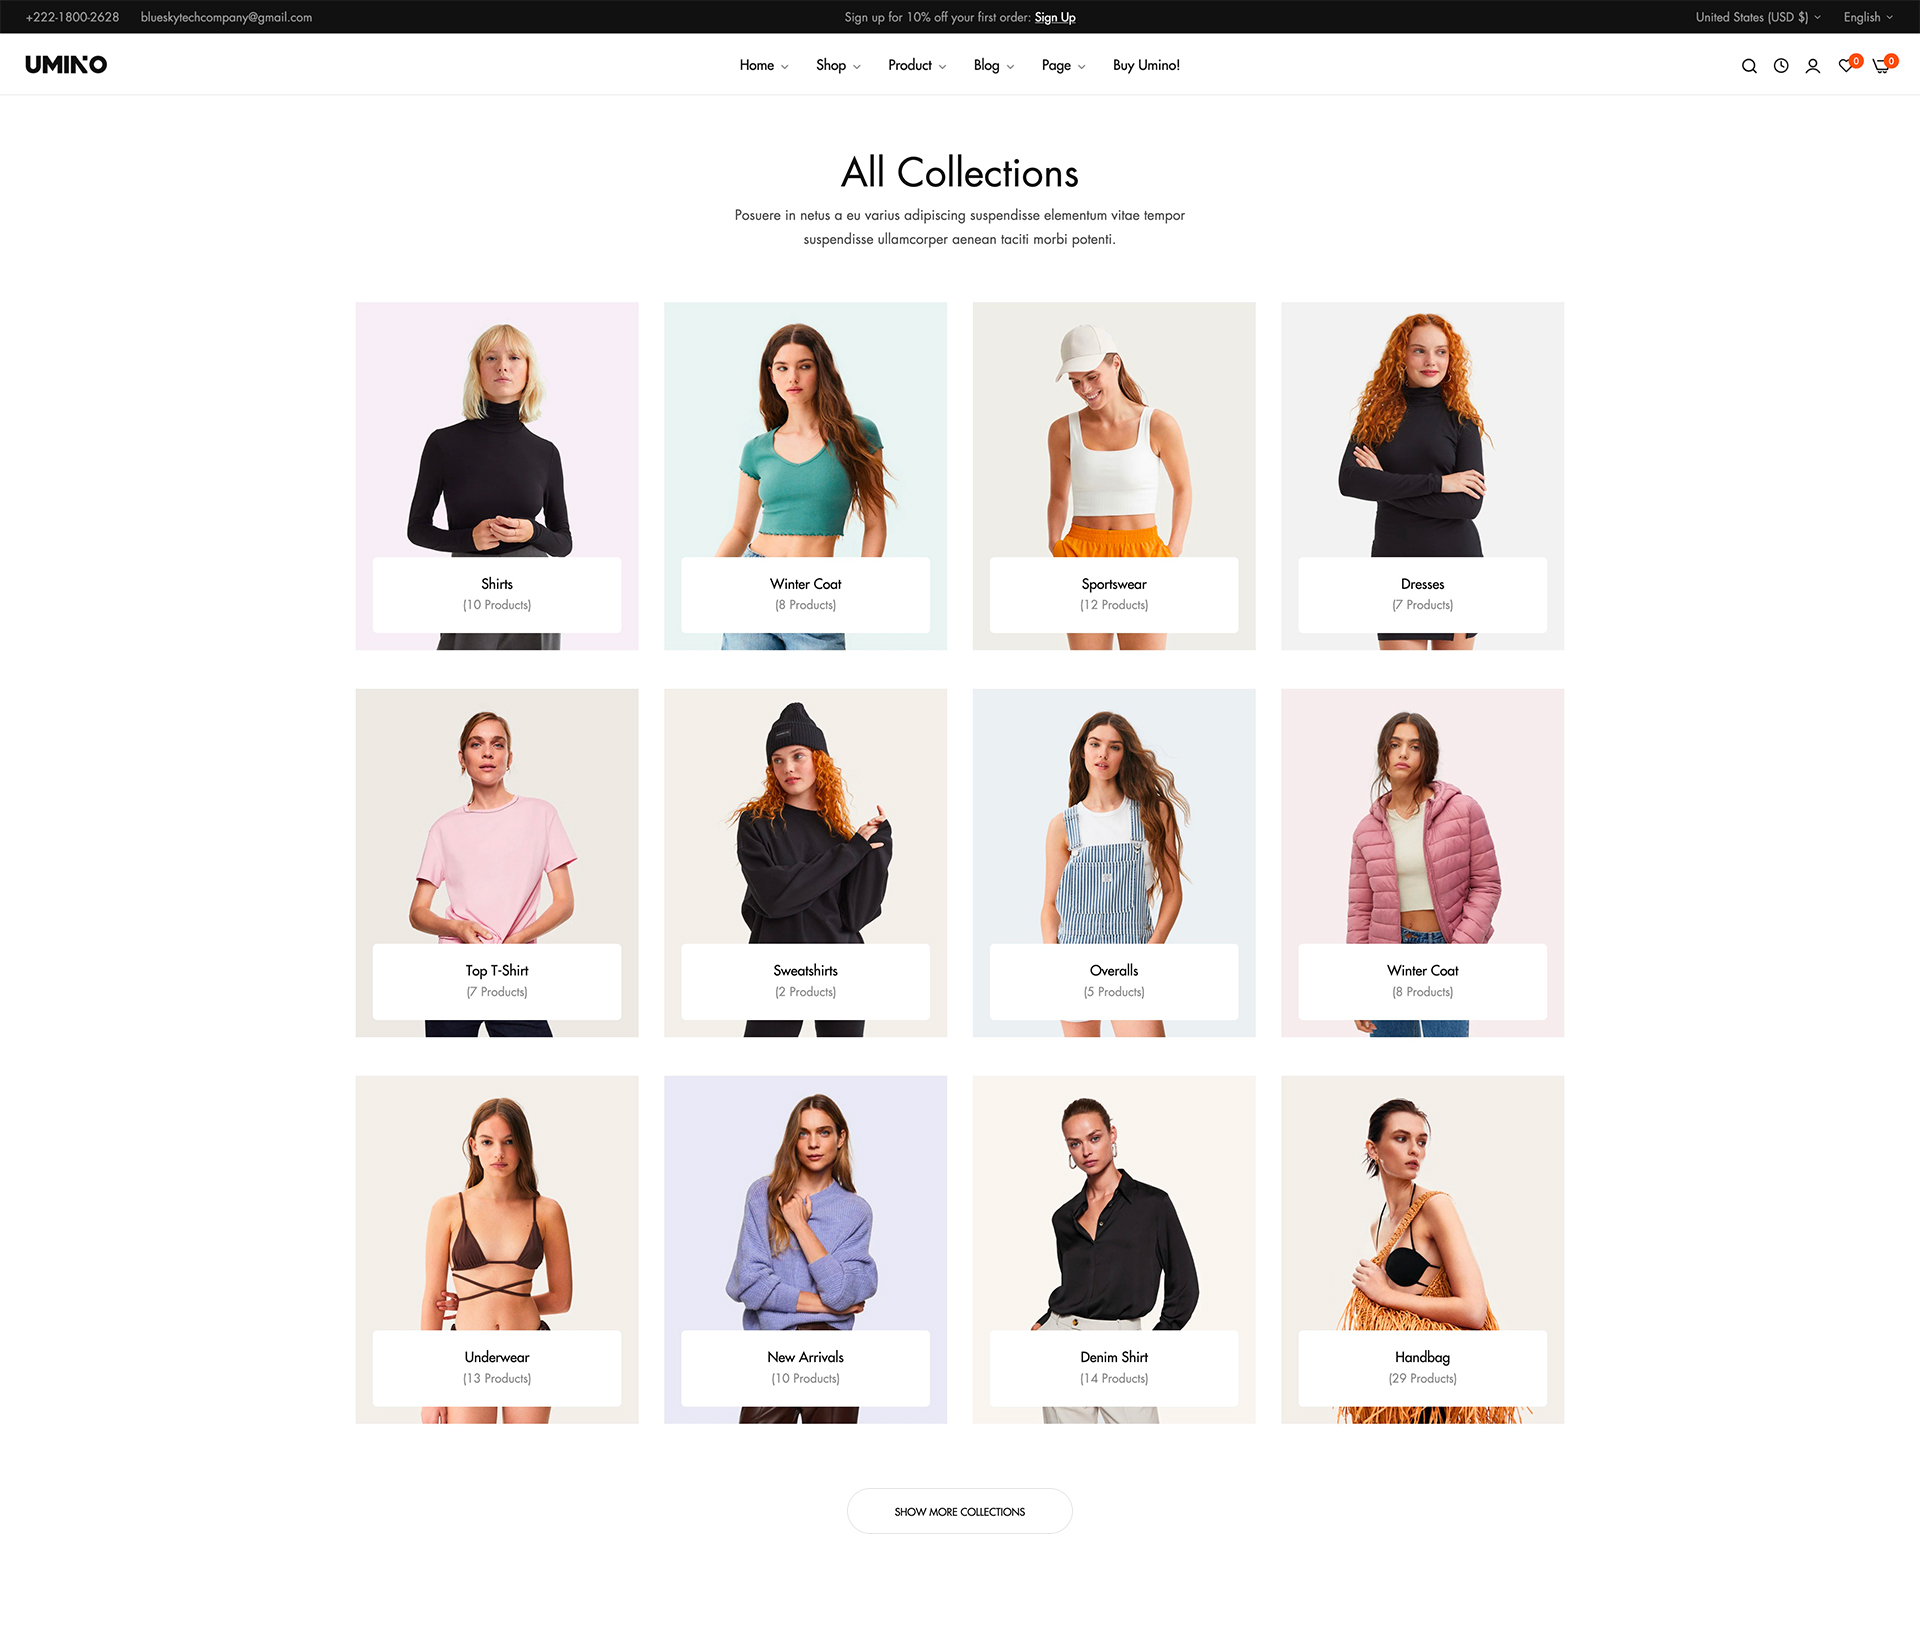 +222-1800-2628 blueskytechcompany@gmail.com Sign up for 10% off your first order: Sign Up United States (USD $) English
UMINO Home Shop Product Blog Page Buy Umino! 0 0
All Collections
Posuere in netus a eu varius adipiscing suspendisse elementum vitae tempor
suspendisse ullamcorper aenean taciti morbi potenti.
Shirts Winter Coat Sportswear Dresses
(10 Products) (8 Products) (12 Products) (7 Products)
Top T-Shirt Sweatshirts Overalls Winter Coat
(7 Products) (2 Products) (5 Products) (8 Products)
Underwear New Arrivals Denim Shirt Handbag
(13 Products) (10 Products) (14 Products) (29 Products)
SHOW MORE COLLECTIONS